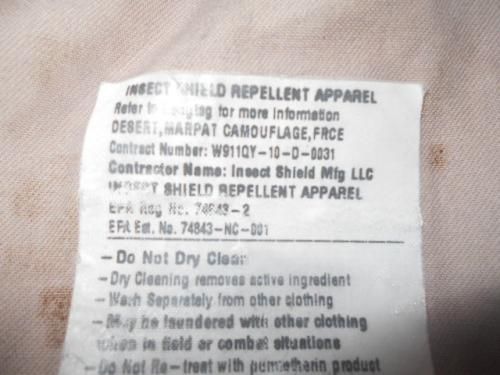 INSECT SHIELD REPELLENT APPAREL
Refer to hangtag for more information
DESERT,MARPAT CAMOUFLAGE,FRCE
Contract Number: W911QY-10-D-0031
Contractor Name: Insect Shield Mfg LLC
INSECT SHIELD REPELLENT APPAREL
EPA Reg No. 74843-2
EPA Est. No. 74843-NC-001
- Do Not Dry Clean
- Dry Cleaning removes active ingredient
- Wash Separately from other clothing
- May be laundered with other clothing
when in field or combat situations
- Do Not Re-treat with permethrin product